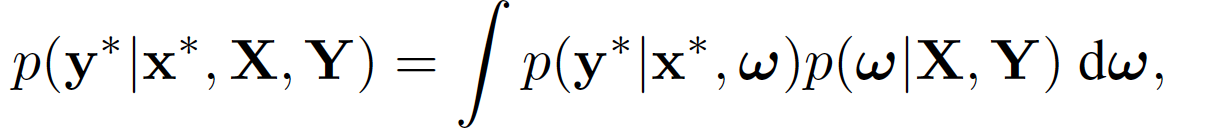 p(𝐲*|𝐱*, 𝐗, 𝐘) = ∫ p(𝐲*|𝐱*, 𝝎)p(𝝎|𝐗, 𝐘) d𝝎,